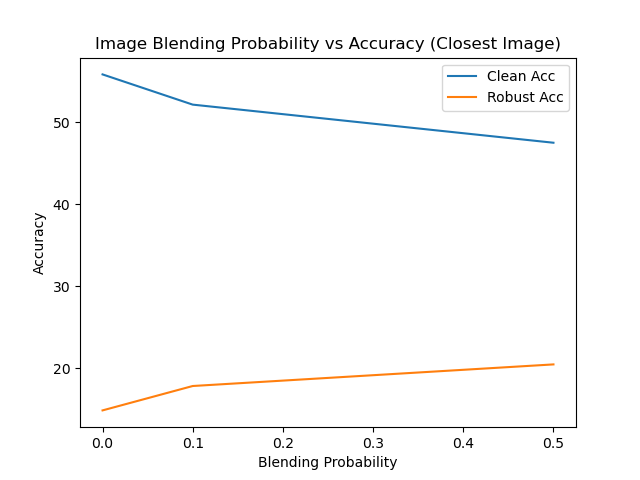 Image Blending Probability vs Accuracy (Closest Image)
Clean Acc
Robust Acc
Accuracy
50
40
30
20
0.0 0.1 0.2 0.3 0.4 0.5
Blending Probability